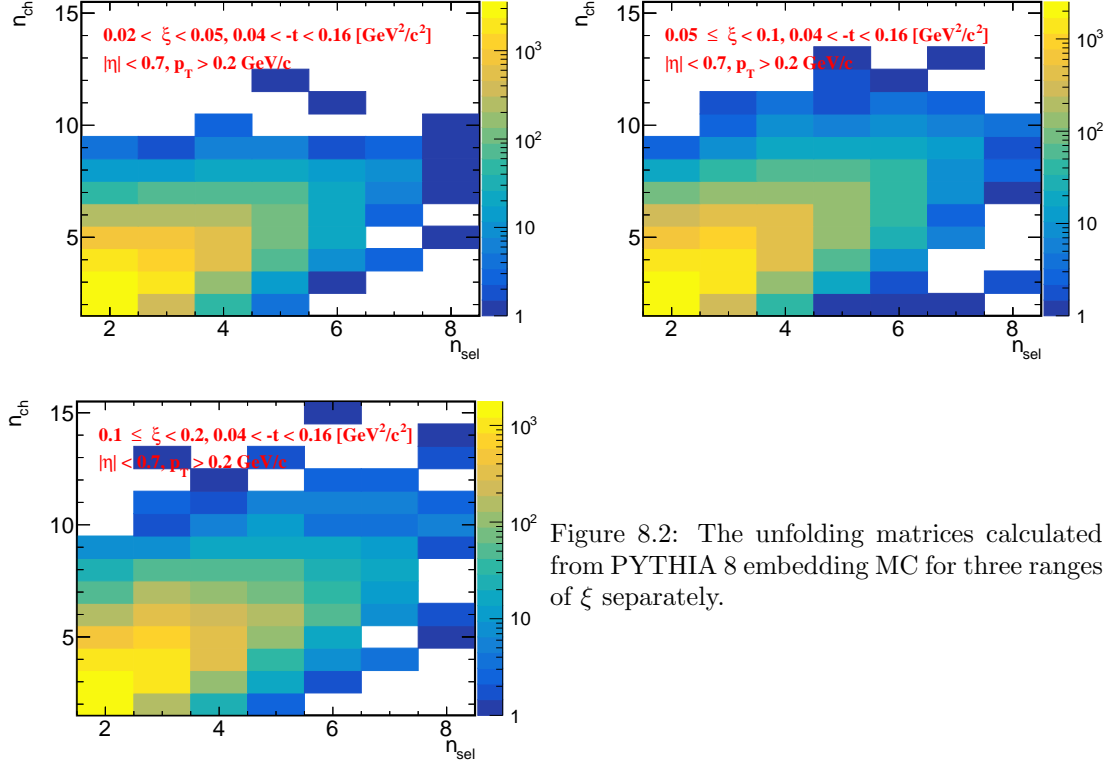 n_ch
15
10
5
2 4 6 8
n_sel
0.02 < ξ < 0.05, 0.04 < -t < 0.16 [GeV²/c²]
|η| < 0.7, p_T > 0.2 GeV/c
10³
10²
10
1
n_ch
15
10
5
2 4 6 8
n_sel
0.05 ≤ ξ < 0.1, 0.04 < -t < 0.16 [GeV²/c²]
|η| < 0.7, p_T > 0.2 GeV/c
10³
10²
10
1
n_ch
15
10
5
2 4 6 8
n_sel
0.1 ≤ ξ < 0.2, 0.04 < -t < 0.16 [GeV²/c²]
|η| < 0.7, p_T > 0.2 GeV/c
10³
10²
10
1
Figure 8.2: The unfolding matrices calculated
from PYTHIA 8 embedding MC for three ranges
of ξ separately.